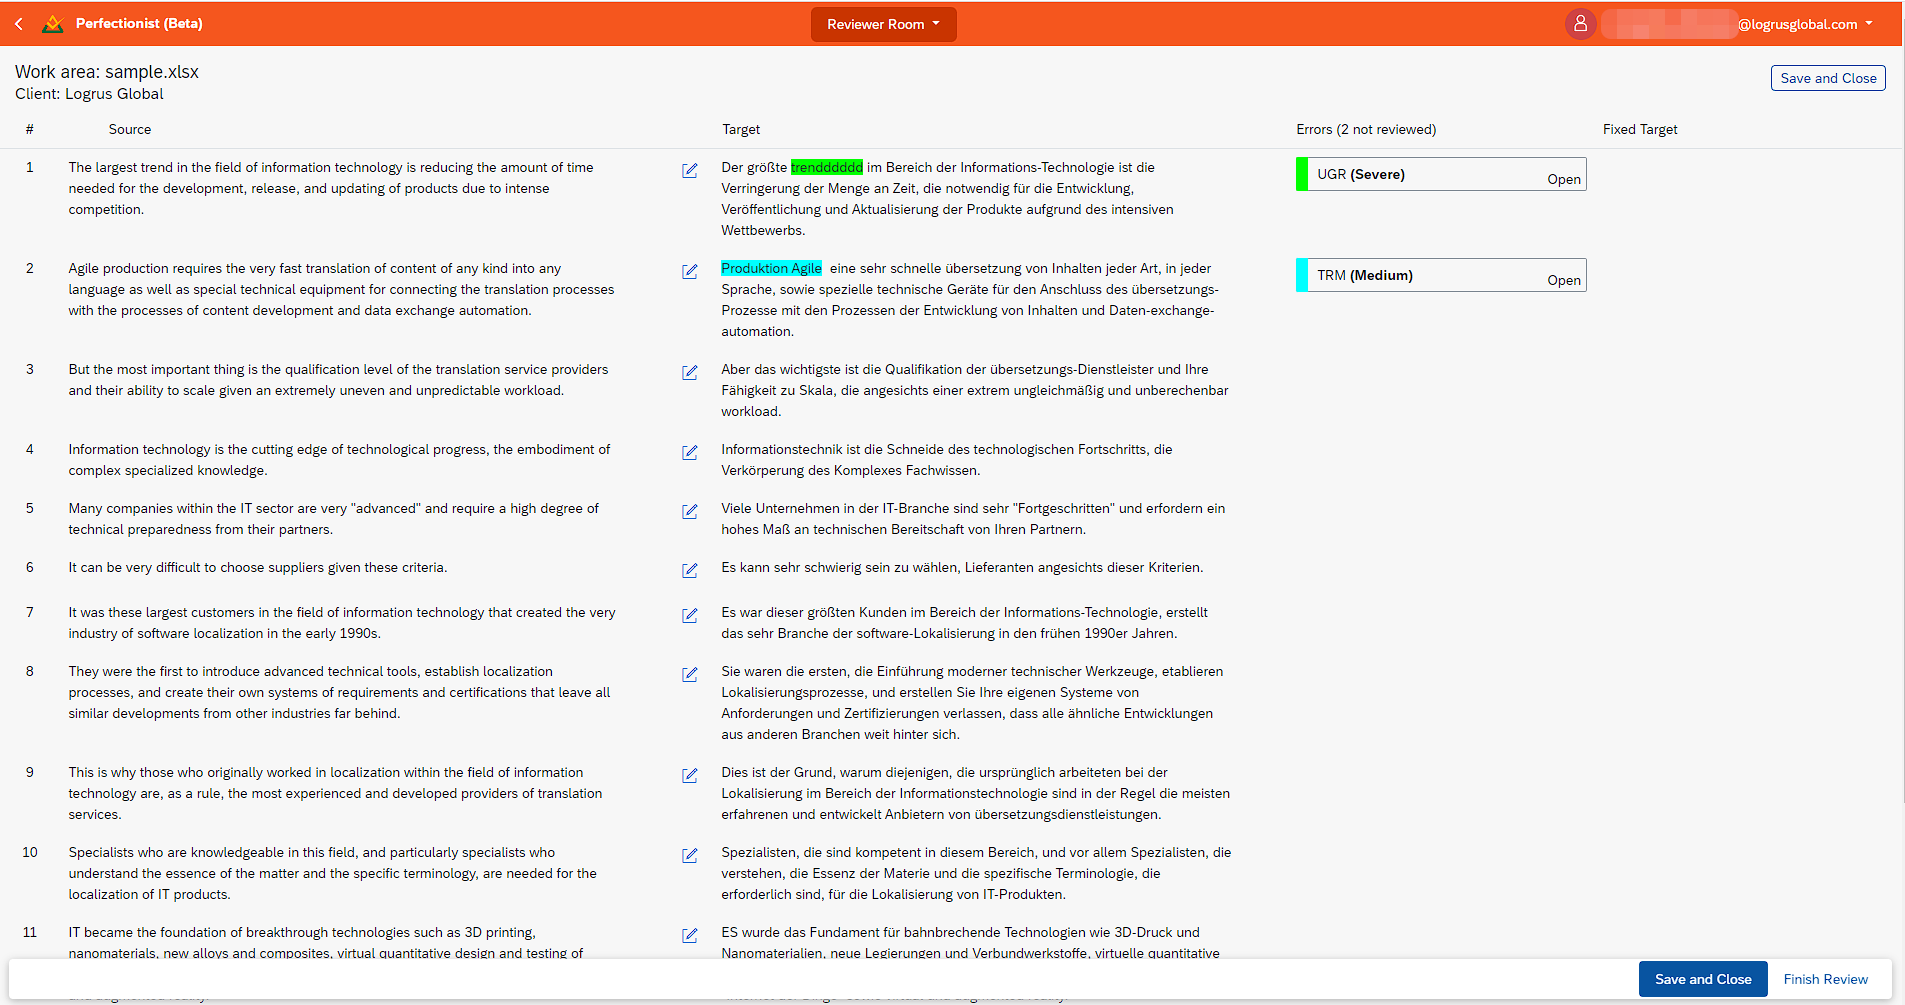 Perfectionist (Beta)
Reviewer Room
@logrusglobal.com
Work area: sample.xlsx
Client: Logrus Global
Save and Close
# Source Target Errors (2 not reviewed) Fixed Target
1
The largest trend in the field of information technology is reducing the amount of time
needed for the development, release, and updating of products due to intense
competition.
Der größte trendddddd im Bereich der Informations-Technologie ist die
Verringerung der Menge an Zeit, die notwendig für die Entwicklung,
Veröffentlichung und Aktualisierung der Produkte aufgrund des intensiven
Wettbewerbs.
UGR (Severe)
Open
2
Agile production requires the very fast translation of content of any kind into any
language as well as special technical equipment for connecting the translation processes
with the processes of content development and data exchange automation.
Produktion Agile eine sehr schnelle übersetzung von Inhalten jeder Art, in jeder
Sprache, sowie spezielle technische Geräte für den Anschluss des übersetzungs-
Prozesse mit den Prozessen der Entwicklung von Inhalten und Daten-exchange-
automation.
TRM (Medium)
Open
3
But the most important thing is the qualification level of the translation service providers
and their ability to scale given an extremely uneven and unpredictable workload.
Aber das wichtigste ist die Qualifikation der übersetzungs-Dienstleister und Ihre
Fähigkeit zu Skala, die angesichts einer extrem ungleichmäßig und unberechenbar
workload.
4
Information technology is the cutting edge of technological progress, the embodiment of
complex specialized knowledge.
Informationstechnik ist die Schneide des technologischen Fortschritts, die
Verkörperung des Komplexes Fachwissen.
5
Many companies within the IT sector are very "advanced" and require a high degree of
technical preparedness from their partners.
Viele Unternehmen in der IT-Branche sind sehr "Fortgeschritten" und erfordern ein
hohes Maß an technischen Bereitschaft von Ihren Partnern.
6
It can be very difficult to choose suppliers given these criteria.
Es kann sehr schwierig sein zu wählen, Lieferanten angesichts dieser Kriterien.
7
It was these largest customers in the field of information technology that created the very
industry of software localization in the early 1990s.
Es war dieser größten Kunden im Bereich der Informations-Technologie, erstellt
das sehr Branche der software-Lokalisierung in den frühen 1990er Jahren.
8
They were the first to introduce advanced technical tools, establish localization
processes, and create their own systems of requirements and certifications that leave all
similar developments from other industries far behind.
Sie waren die ersten, die Einführung moderner technischer Werkzeuge, etablieren
Lokalisierungsprozesse, und erstellen Sie Ihre eigenen Systeme von
Anforderungen und Zertifizierungen verlassen, dass alle ähnliche Entwicklungen
aus anderen Branchen weit hinter sich.
9
This is why those who originally worked in localization within the field of information
technology are, as a rule, the most experienced and developed providers of translation
services.
Dies ist der Grund, warum diejenigen, die ursprünglich arbeiteten bei der
Lokalisierung im Bereich der Informationstechnologie sind in der Regel die meisten
erfahrenen und entwickelt Anbietern von übersetzungsdienstleistungen.
10
Specialists who are knowledgeable in this field, and particularly specialists who
understand the essence of the matter and the specific terminology, are needed for the
localization of IT products.
Spezialisten, die sind kompetent in diesem Bereich, und vor allem Spezialisten, die
verstehen, die Essenz der Materie und die spezifische Terminologie, die
erforderlich sind, für die Lokalisierung von IT-Produkten.
11
IT became the foundation of breakthrough technologies such as 3D printing,
nanomaterials, new alloys and composites, virtual quantitative design and testing of
ES wurde das Fundament für bahnbrechende Technologien wie 3D-Druck und
Nanomaterialien, neue Legierungen und Verbundwerkstoffe, virtuelle quantitative
Save and Close
Finish Review